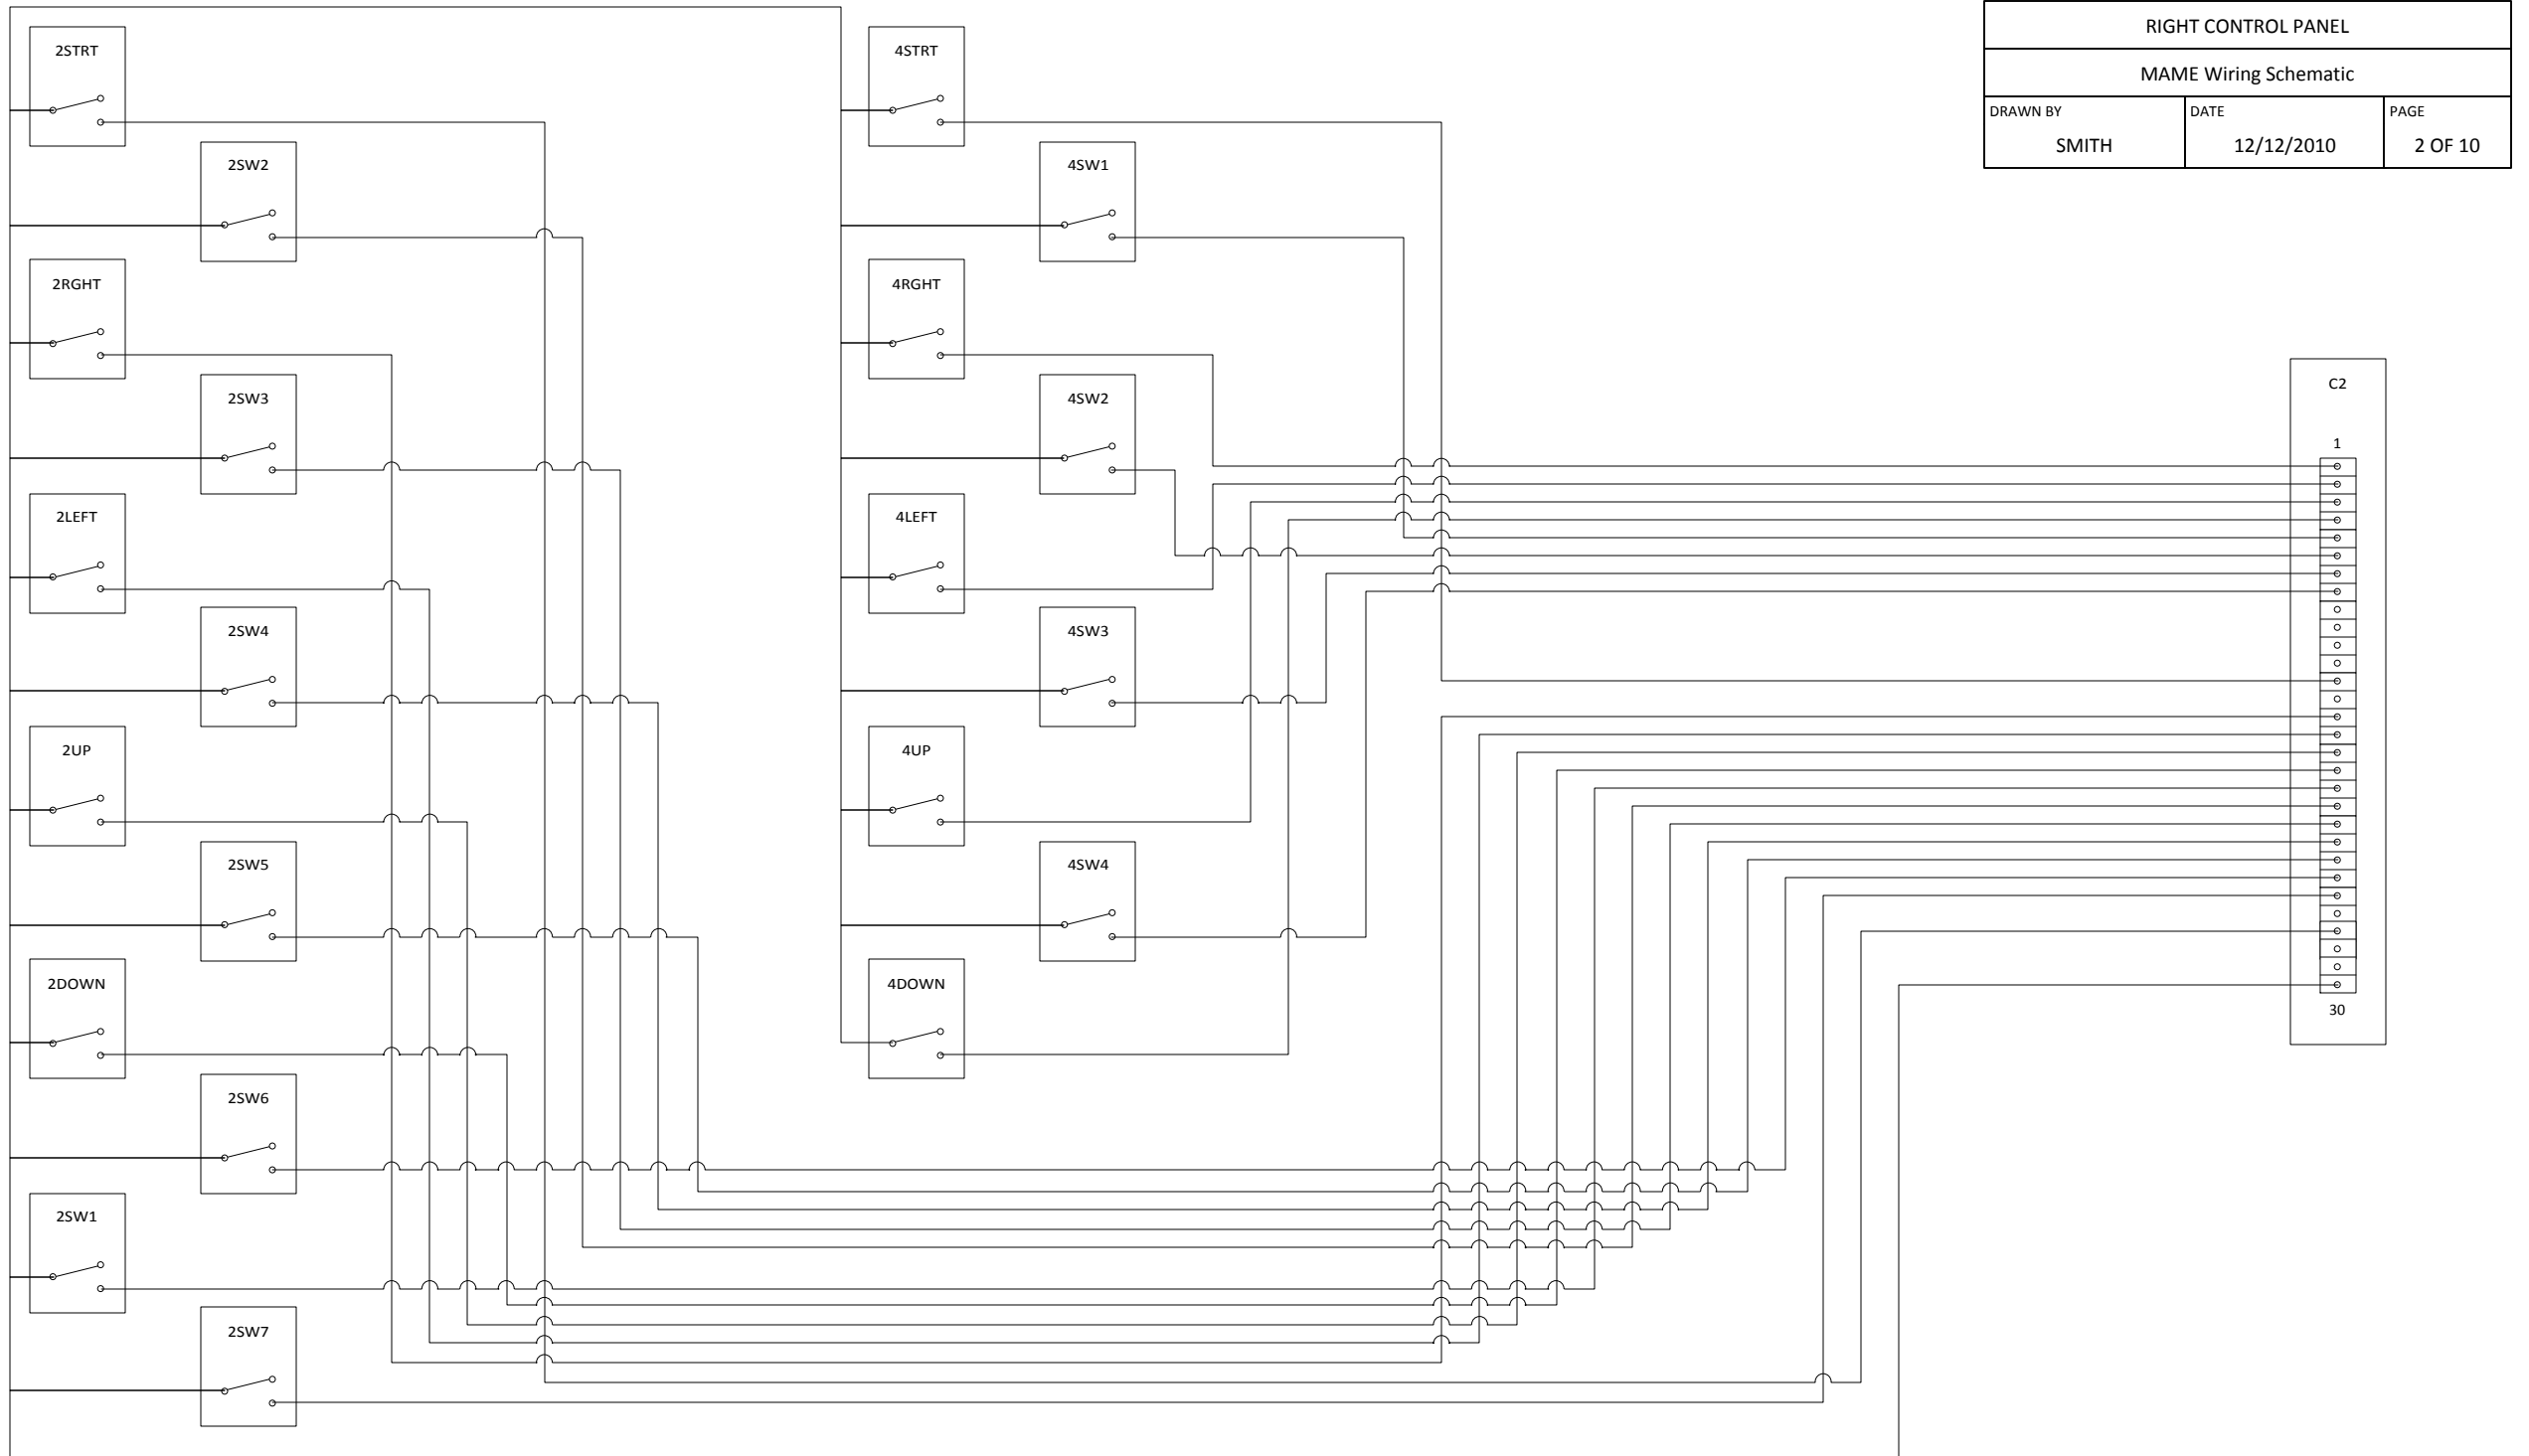 RIGHT CONTROL PANEL
MAME Wiring Schematic
DRAWN BY
DATE
PAGE
SMITH
12/12/2010
2 OF 10
2STRT
4STRT
2SW2
4SW1
2RGHT
4RGHT
2SW3
4SW2
C2
1
2LEFT
4LEFT
2SW4
4SW3
2UP
4UP
2SW5
4SW4
2DOWN
4DOWN
30
2SW6
2SW1
2SW7